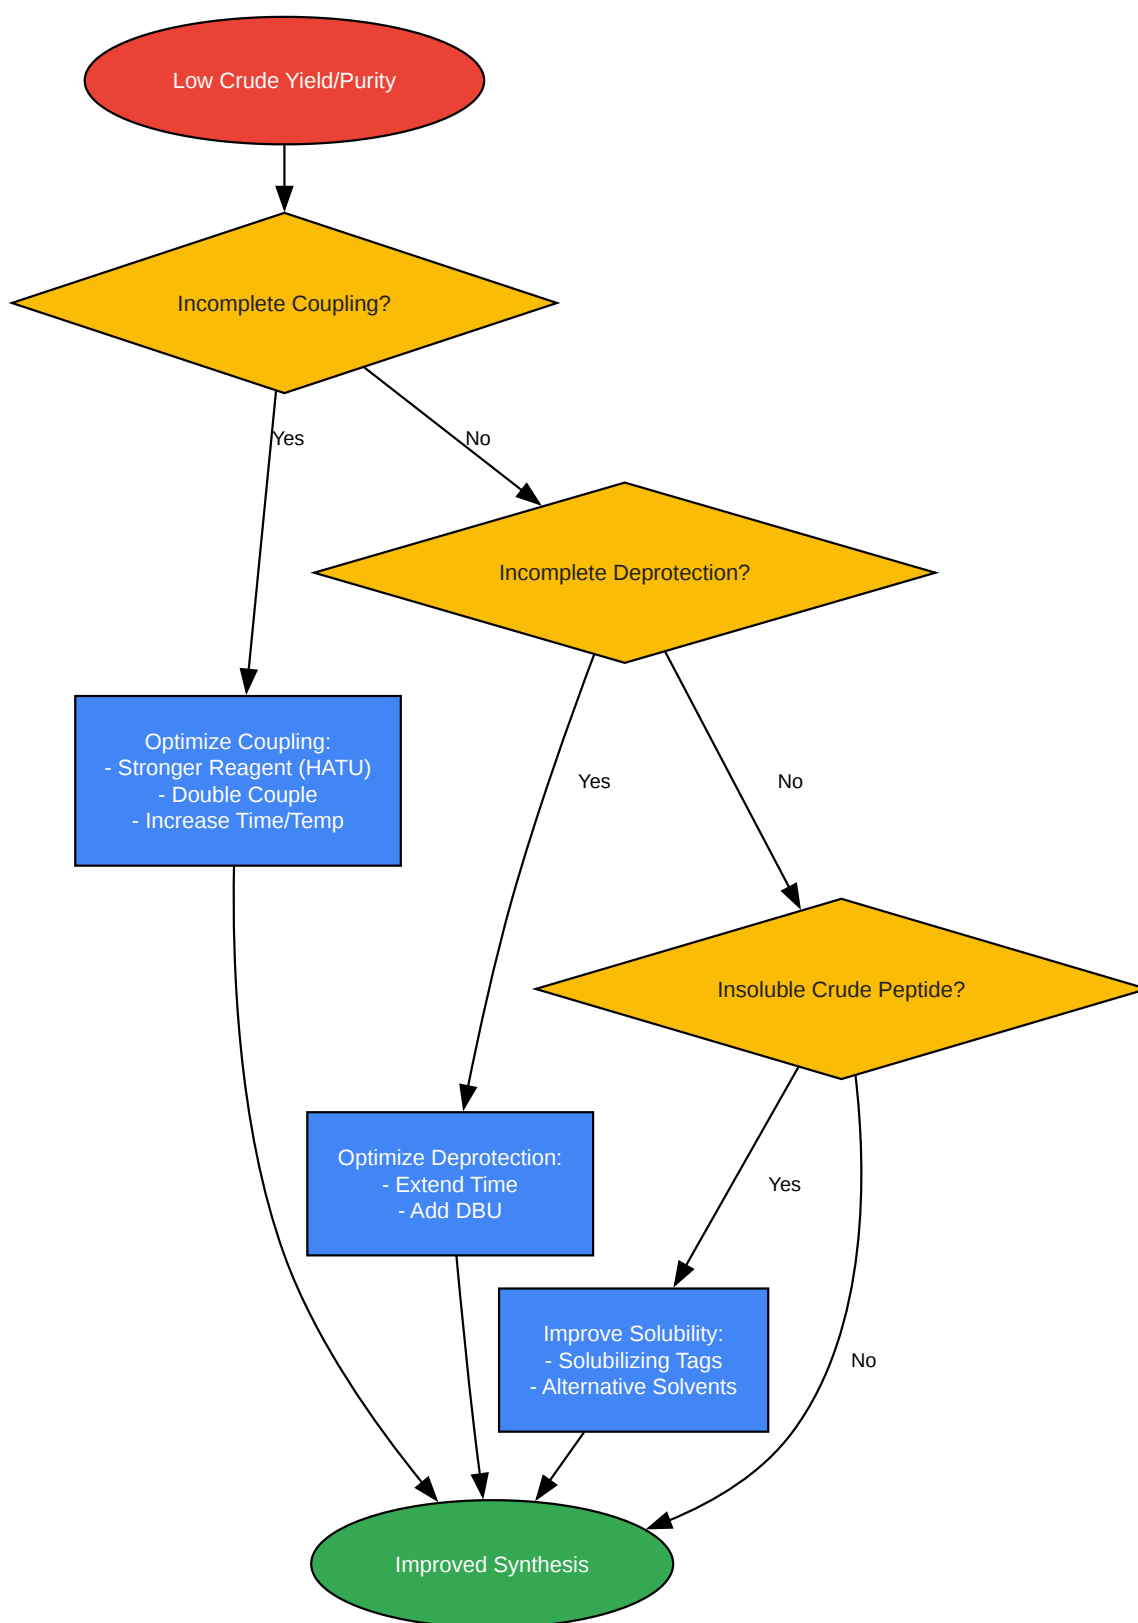 Low Crude Yield/Purity
Incomplete Coupling?
Yes
No
Incomplete Deprotection?
Optimize Coupling:
- Stronger Reagent (HATU)
- Double Couple
- Increase Time/Temp
Yes
No
Insoluble Crude Peptide?
Optimize Deprotection:
- Extend Time
- Add DBU
Yes
Improve Solubility:
- Solubilizing Tags
- Alternative Solvents
No
Improved Synthesis